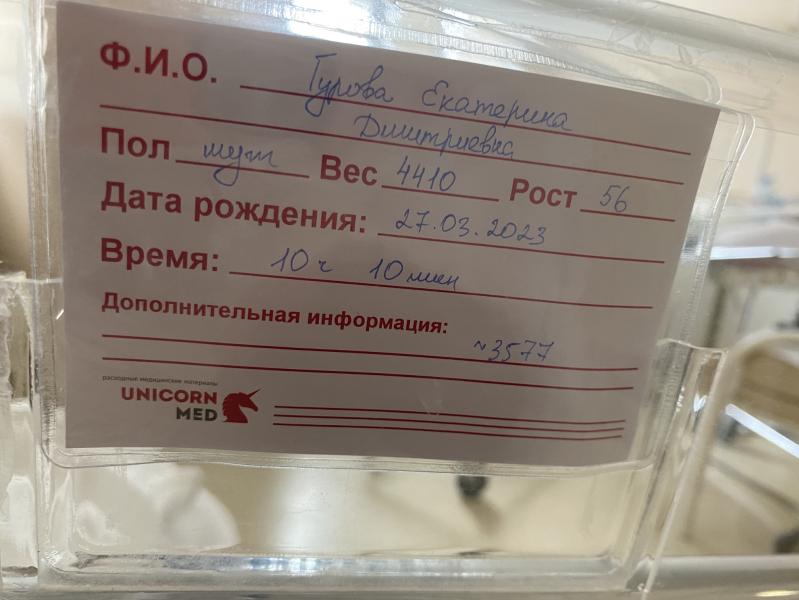 Ф.И.О. Гурова Екатерина
Дмитриевна
Пол муж Вес 4410 Рост 56
Дата рождения: 27.03.2023
Время: 10 ч 10 мин
Дополнительная информация:
~3577
расходные медицинские материалы
UNICORN
MED